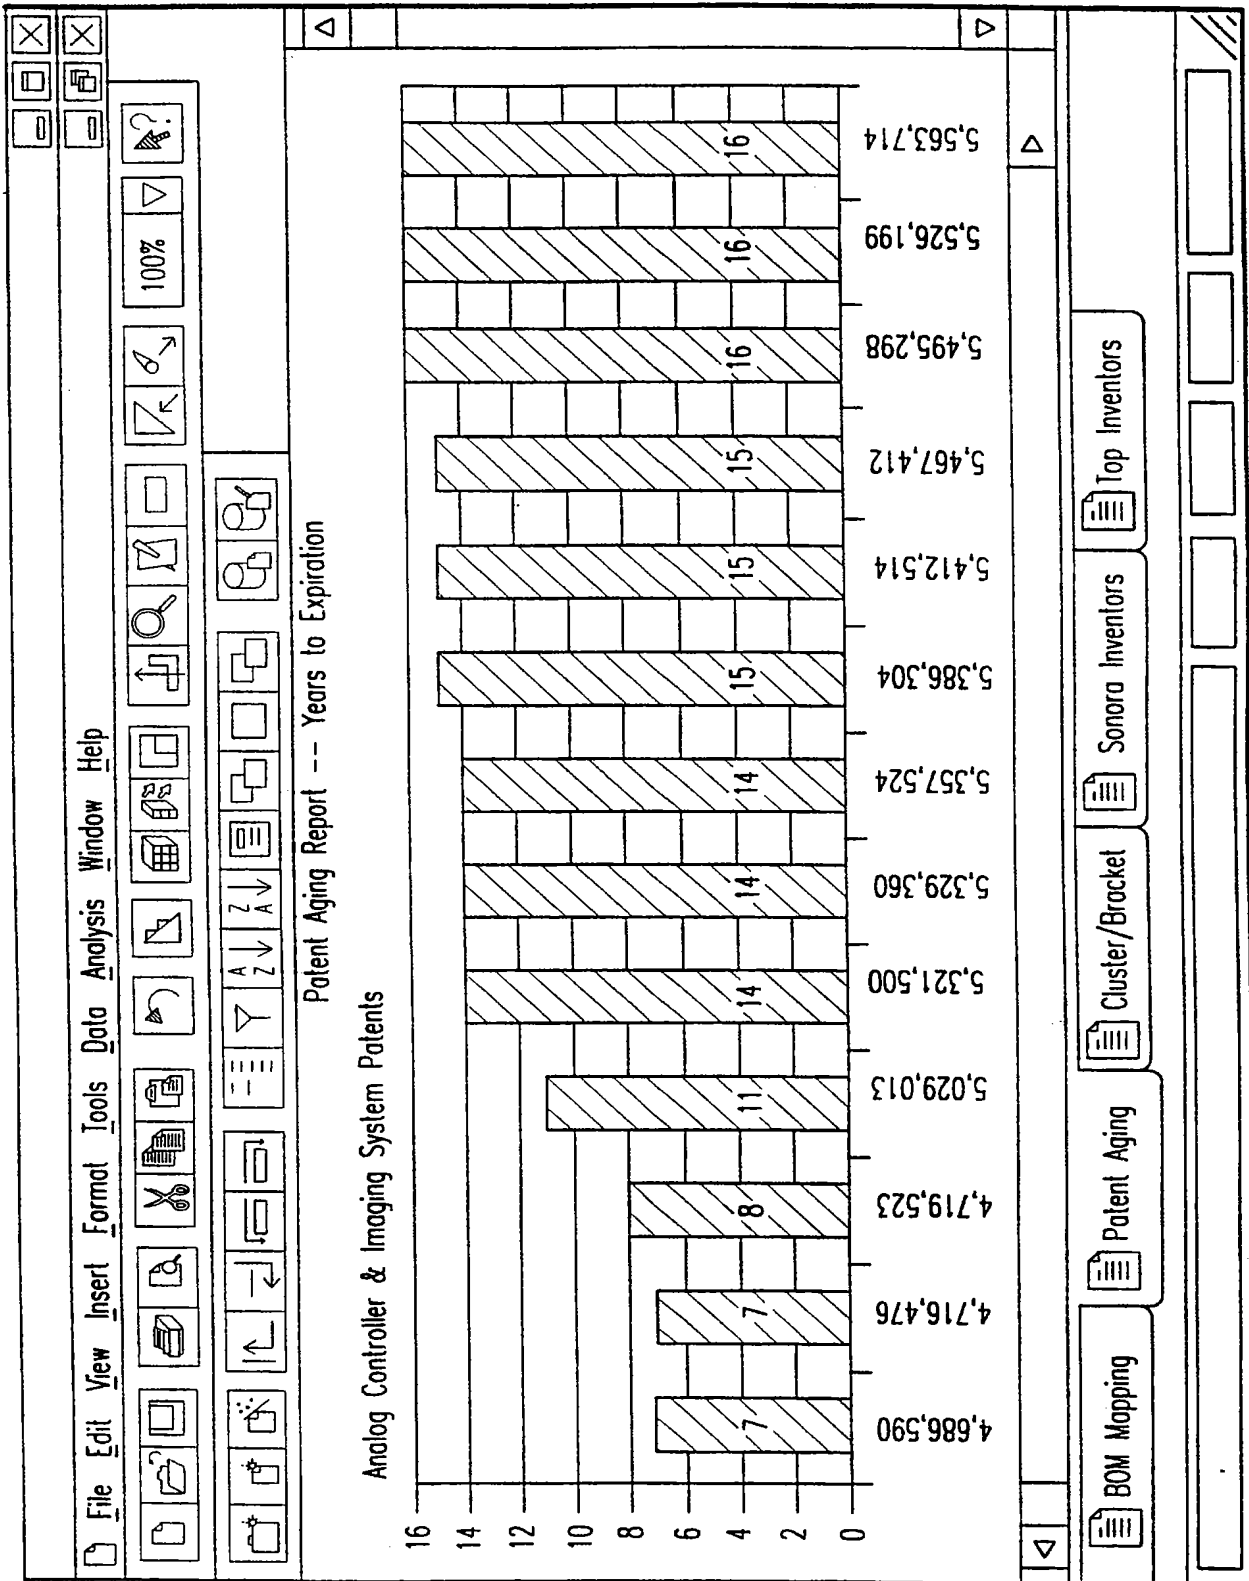 File Edit View Insert Format Tools Data Analysis Window Help
100%
?
A Z
Z A
Patent Aging Report -- Years to Expiration
Analog Controller & Imaging System Patents
16
14
12
10
8
6
4
2
0
7 7 8 11 14 14 14 15 15 15 16 16 16
4,686,590 4,716,476 4,719,523 5,029,013 5,321,500 5,329,360 5,357,524 5,386,304 5,412,514 5,467,412 5,495,298 5,526,199 5,563,714
BOM Mapping Patent Aging Cluster/Bracket Sonora Inventors Top Inventors